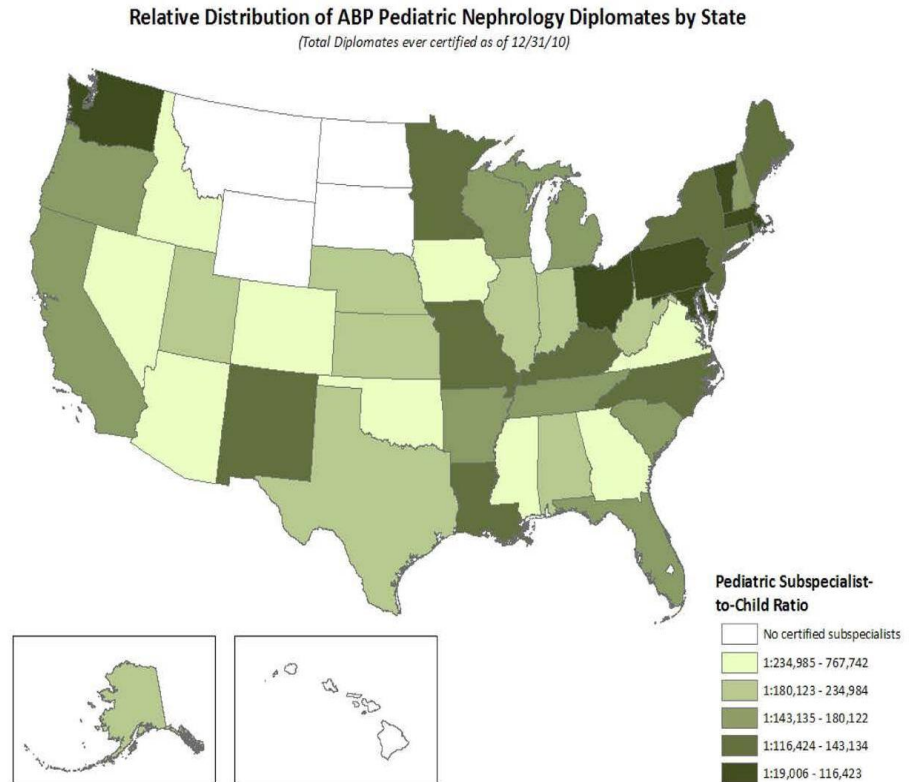 Relative Distribution of ABP Pediatric Nephrology Diplomates by State
(Total Diplomates ever certified as of 12/31/10)
Pediatric Subspecialist-
to-Child Ratio
No certified subspecialists
1:234,985 - 767,742
1:180,123 - 234,984
1:143,135 - 180,122
1:116,424 - 143,134
1:19,006 - 116,423